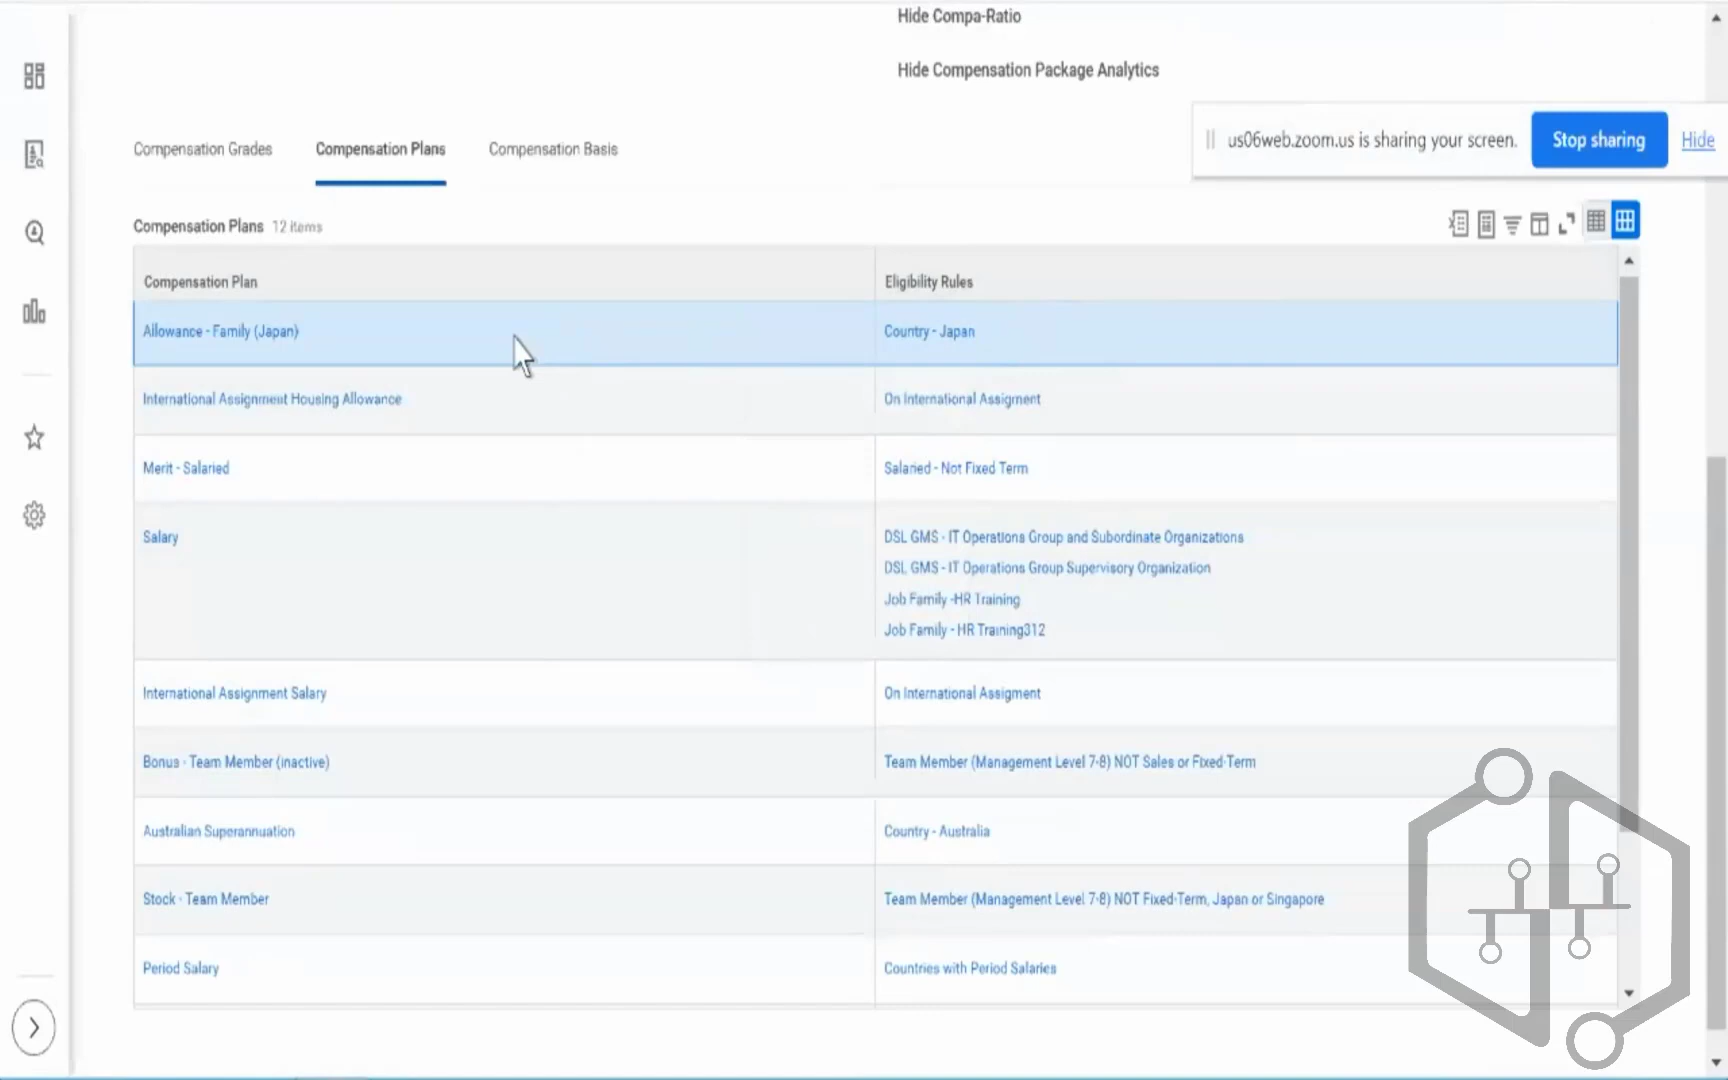 Hide Compa-Ratio
Hide Compensation Package Analytics
us06web.zoom.us is sharing your screen. Stop sharing Hide
Compensation Grades Compensation Plans Compensation Basis
Compensation Plans 12 items
Compensation Plan Eligibility Rules
Allowance - Family (Japan) Country - Japan
International Assignment Housing Allowance On International Assigment
Merit - Salaried Salaried - Not Fixed Term
Salary DSL GMS - IT Operations Group and Subordinate Organizations
DSL GMS - IT Operations Group Supervisory Organization
Job Family -HR Training
Job Family - HR Training312
International Assignment Salary On International Assigment
Bonus - Team Member (inactive) Team Member (Management Level 7-8) NOT Sales or Fixed-Term
Australian Superannuation Country - Australia
Stock - Team Member Team Member (Management Level 7-8) NOT Fixed-Term, Japan or Singapore
Period Salary Countries with Period Salaries